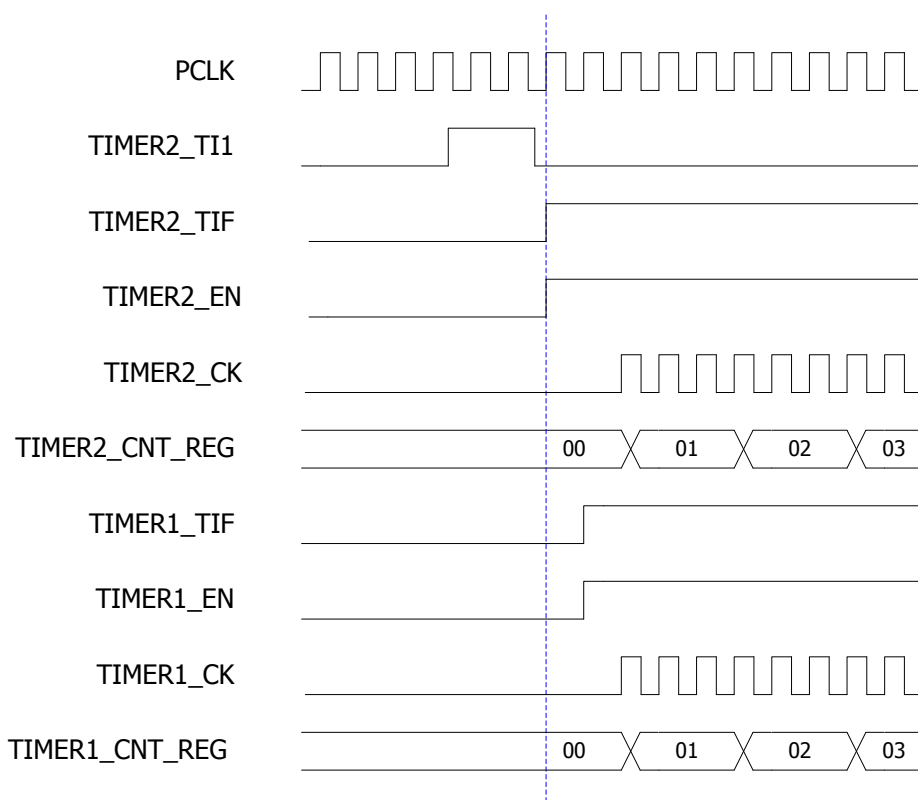 PCLK
TIMER2_TI1
TIMER2_TIF
TIMER2_EN
TIMER2_CK
TIMER2_CNT_REG 00 01 02 03
TIMER1_TIF
TIMER1_EN
TIMER1_CK
TIMER1_CNT_REG 00 01 02 03